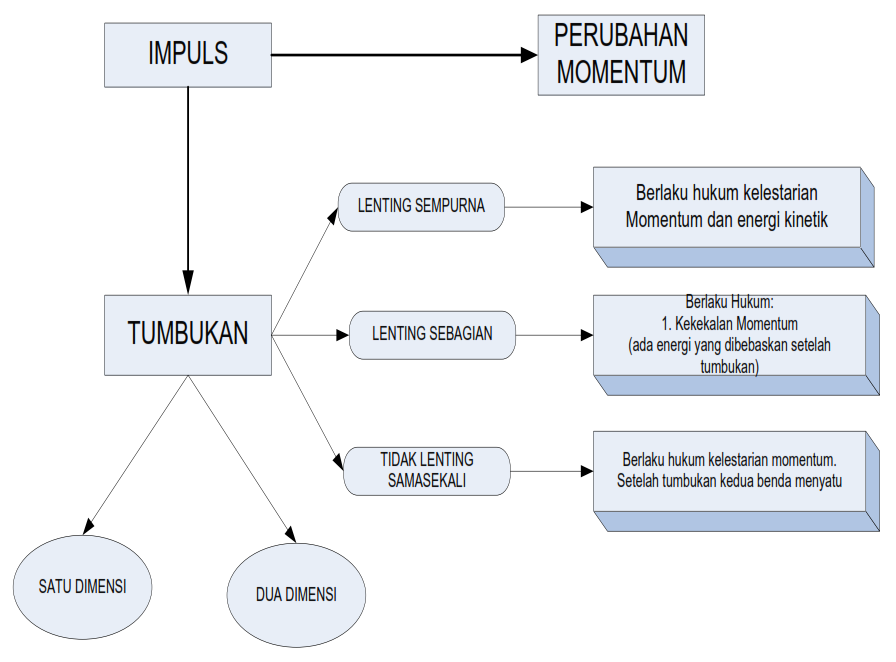 IMPULS
PERUBAHAN
MOMENTUM
LENTING SEMPURNA
Berlaku hukum kelestarian
Momentum dan energi kinetik
TUMBUKAN
LENTING SEBAGIAN
Berlaku Hukum:
1. Kekekalan Momentum
(ada energi yang dibebaskan setelah
tumbukan)
TIDAK LENTING
SAMASEKALI
Berlaku hukum kelestarian momentum.
Setelah tumbukan kedua benda menyatu
SATU DIMENSI
DUA DIMENSI